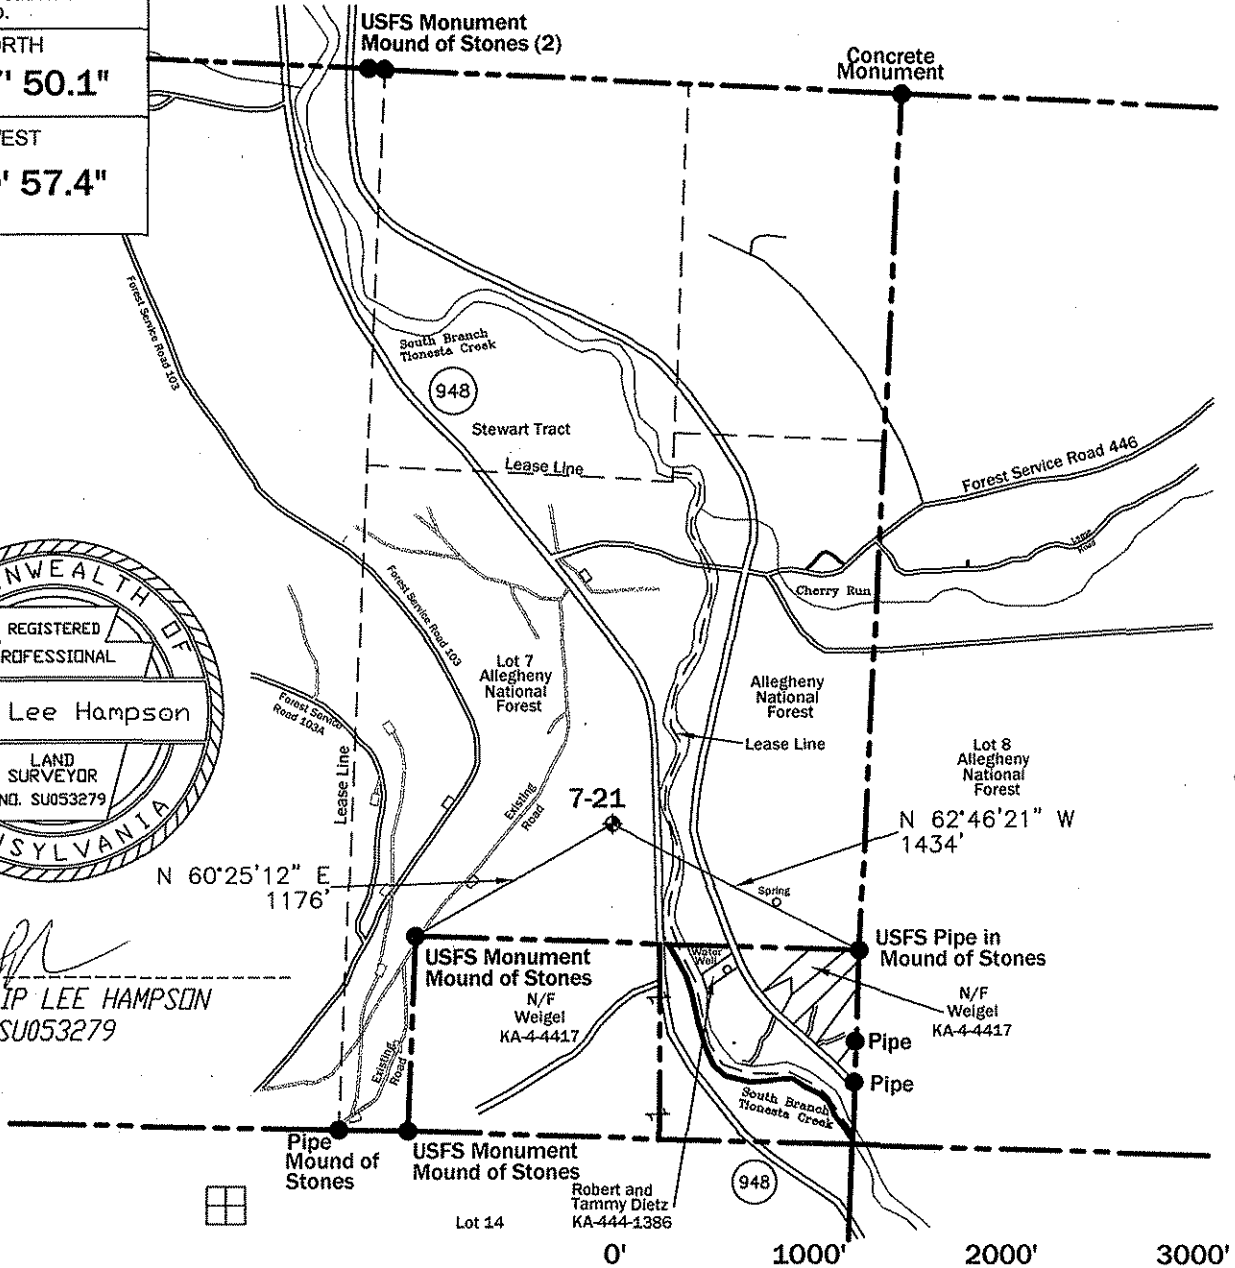 ORTH
' 50.1"
EST
' 57.4"
USFS Monument
Mound of Stones (2)
Concrete
Monument
Forest Service Road 103
South Branch
Tionesta Creek
948
Stewart Tract
Lease Line
Forest Service Road 446
Lease
Road
Cherry Run
NWEALTH OF
REGISTERED
ROFESSIONAL
Lee Hampson
LAND
SURVEYOR
NO. SU053279
SYLVANIA
Forest Service Road 103
Lot 7
Allegheny
National
Forest
Allegheny
National
Forest
Forest Service
Road 103A
Lease Line
Lease Line
Lot 8
Allegheny
National
Forest
7-21
Existing
Road
N 62°46'21" W
1434'
N 60°25'12" E
1176'
Spring
USFS Monument
Mound of Stones
Water
Well
USFS Pipe in
Mound of Stones
IP LEE HAMPSON
SU053279
N/F
Weigel
KA-4-4417
N/F
Weigel
KA-4-4417
Pipe
Pipe
Existing
Road
South Branch
Tionesta Creek
Pipe
Mound of
Stones
USFS Monument
Mound of Stones
948
Robert and
Tammy Dietz
KA-444-1386
Lot 14
0' 1000' 2000' 3000'